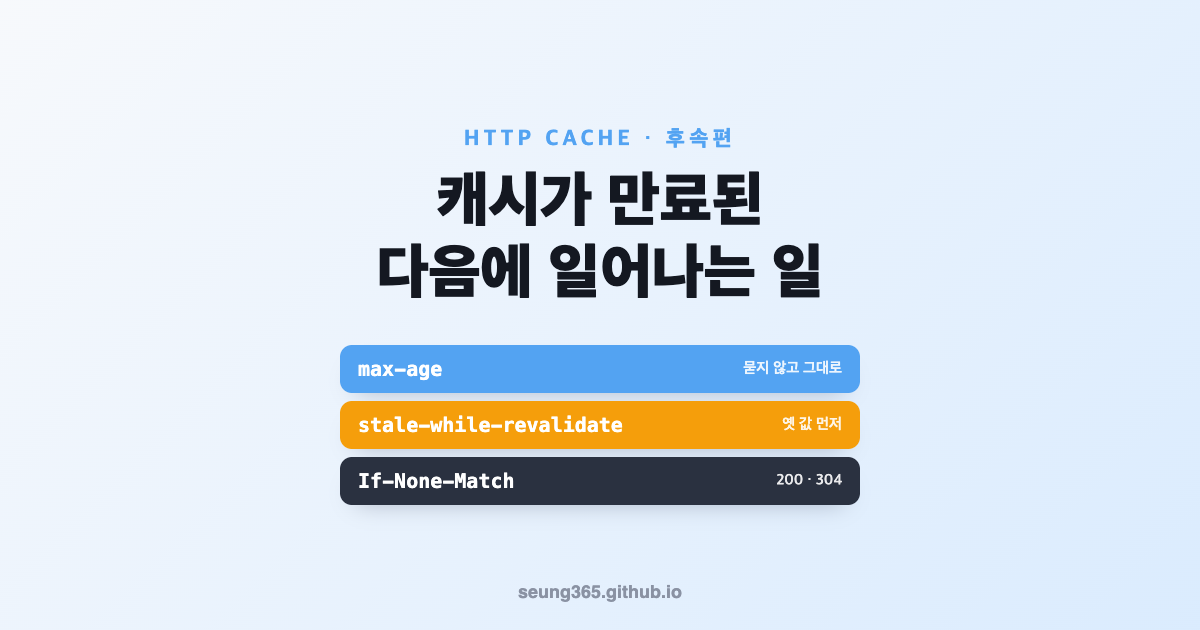 HTTP CACHE · 후속편
캐시가 만료된
다음에 일어나는 일
max-age 묻지 않고 그대로
stale-while-revalidate 옛 값 먼저
If-None-Match 200 · 304
seung365.github.io